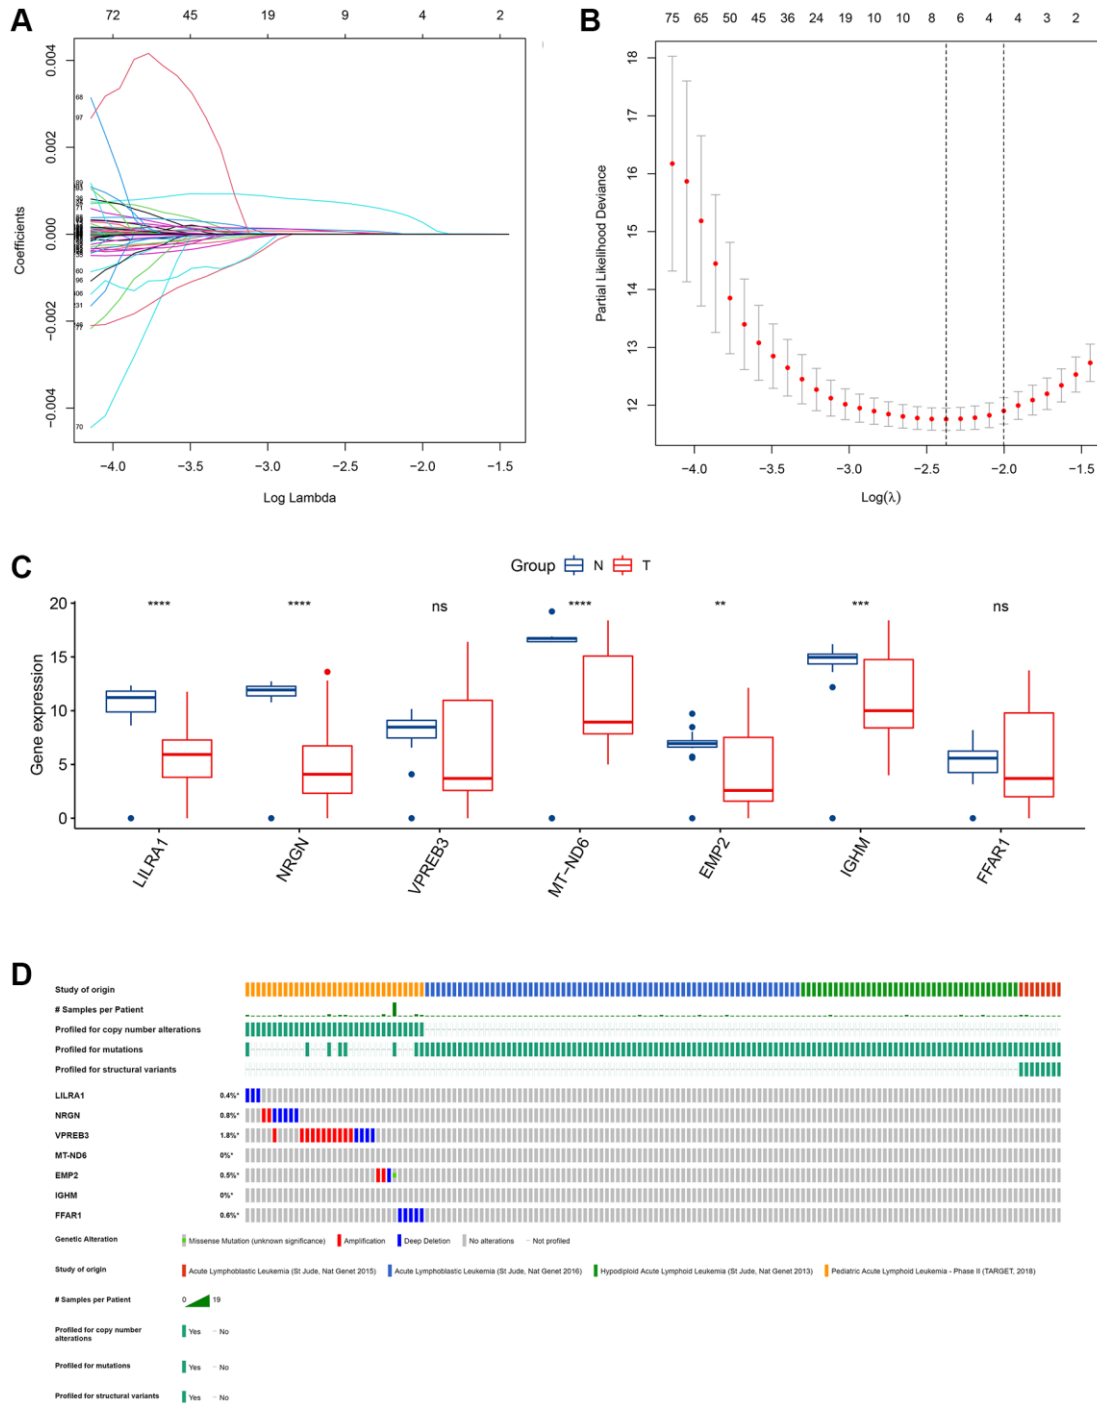 A
72 45 19 9 4 2
0.004
0.002
0.000
−0.002
−0.004
Coefficients
68
97
71
60
96
31
77
70
−4.0 −3.5 −3.0 −2.5 −2.0 −1.5
Log Lambda
B
75 65 50 45 36 24 19 10 10 8 6 4 4 3 2
18
17
16
15
14
13
12
Partial Likelihood Deviance
−4.0 −3.5 −3.0 −2.5 −2.0 −1.5
Log(λ)
C
Group N T
**** **** ns **** ** *** ns
20
15
10
5
0
Gene expression
LILRA1 NRGN VPREB3 MT−ND6 EMP2 IGHM FFAR1
D
Study of origin
# Samples per Patient
Profiled for copy number alterations
Profiled for mutations
Profiled for structural variants
LILRA1 0.4%*
NRGN 0.8%*
VPREB3 1.8%*
MT-ND6 0%*
EMP2 0.5%*
IGHM 0%*
FFAR1 0.6%*
Genetic Alteration Missense Mutation (unknown significance) Amplification Deep Deletion No alterations Not profiled
Study of origin Acute Lymphoblastic Leukemia (St Jude, Nat Genet 2015) Acute Lymphoblastic Leukemia (St Jude, Nat Genet 2016) Hypodiploid Acute Lymphoid Leukemia (St Jude, Nat Genet 2013) Pediatric Acute Lymphoid Leukemia - Phase II (TARGET, 2018)
# Samples per Patient 0 19
Profiled for copy number
alterations Yes No
Profiled for mutations Yes No
Profiled for structural variants Yes No